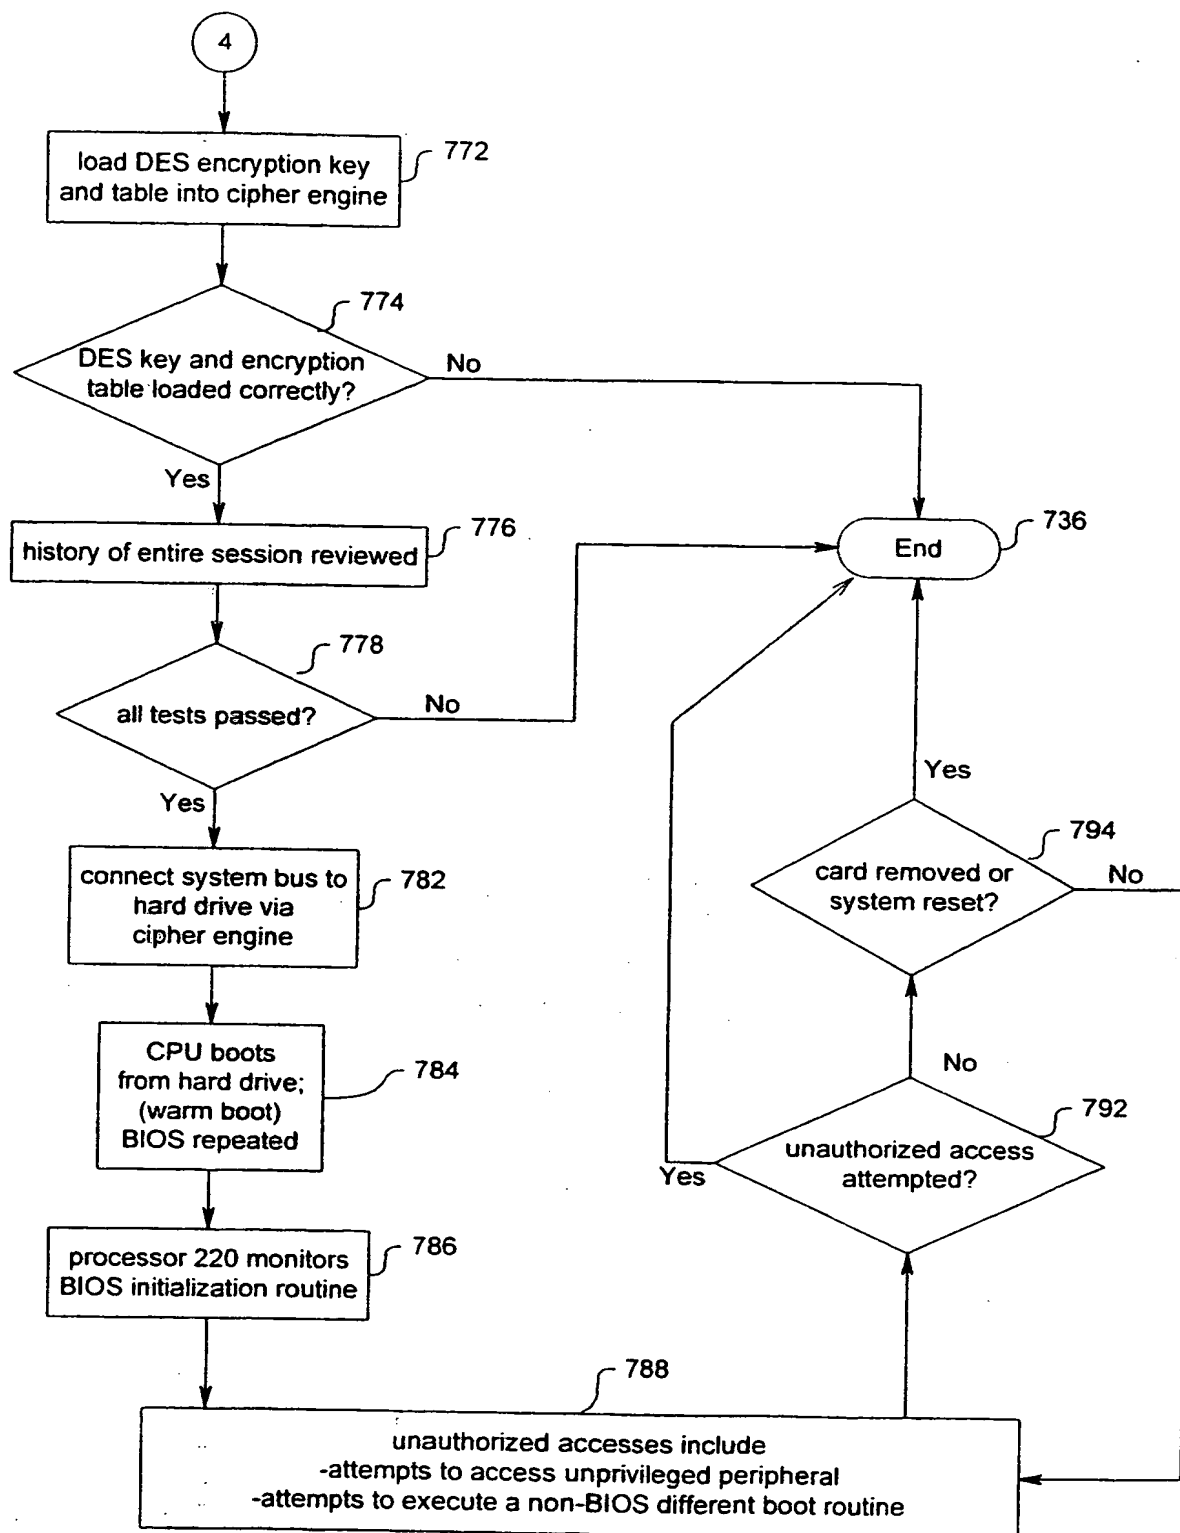 4
load DES encryption key
and table into cipher engine
772
774
DES key and encryption
table loaded correctly?
No
Yes
history of entire session reviewed
776
End
736
778
all tests passed?
No
Yes
connect system bus to
hard drive via
cipher engine
782
CPU boots
from hard drive;
(warm boot)
BIOS repeated
784
processor 220 monitors
BIOS initialization routine
786
788
unauthorized accesses include
-attempts to access unprivileged peripheral
-attempts to execute a non-BIOS different boot routine
792
unauthorized access
attempted?
Yes
No
794
card removed or
system reset?
No
Yes